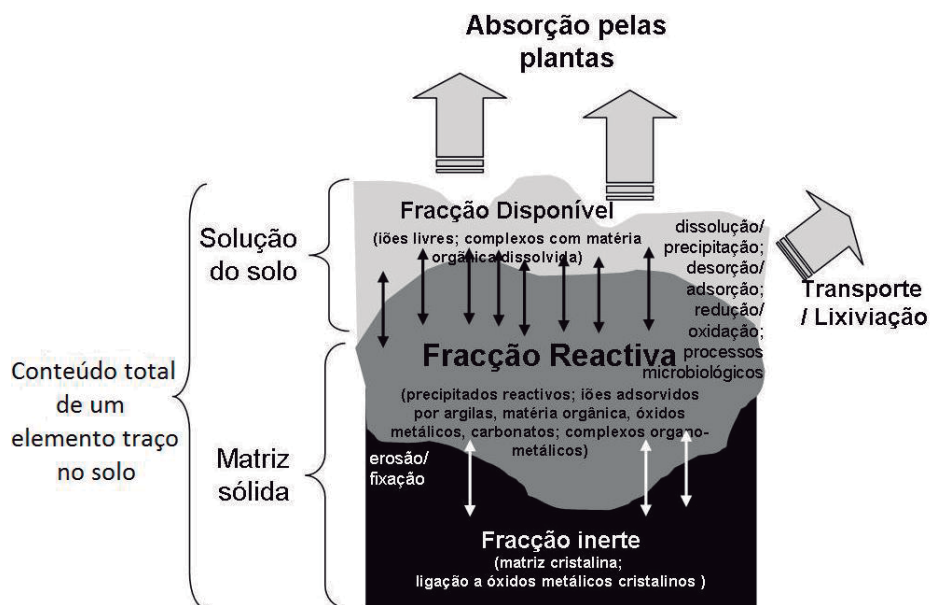 Absorção pelas
plantas
Fracção Disponível
(iões livres; complexos com matéria
orgânica dissolvida)
Solução
do solo
dissolução/
precipitação;
desorção/
adsorção;
redução/
oxidação;
processos
microbiológicos
Transporte
/ Lixiviação
Fracção Reactiva
(precipitados reactivos; iões adsorvidos
por argilas, matéria orgânica, óxidos
metálicos, carbonatos; complexos organo-
metálicos)
Conteúdo total
de um
elemento traço
no solo
Matriz
sólida
erosão/
fixação
Fracção inerte
(matriz cristalina;
ligação a óxidos metálicos cristalinos )